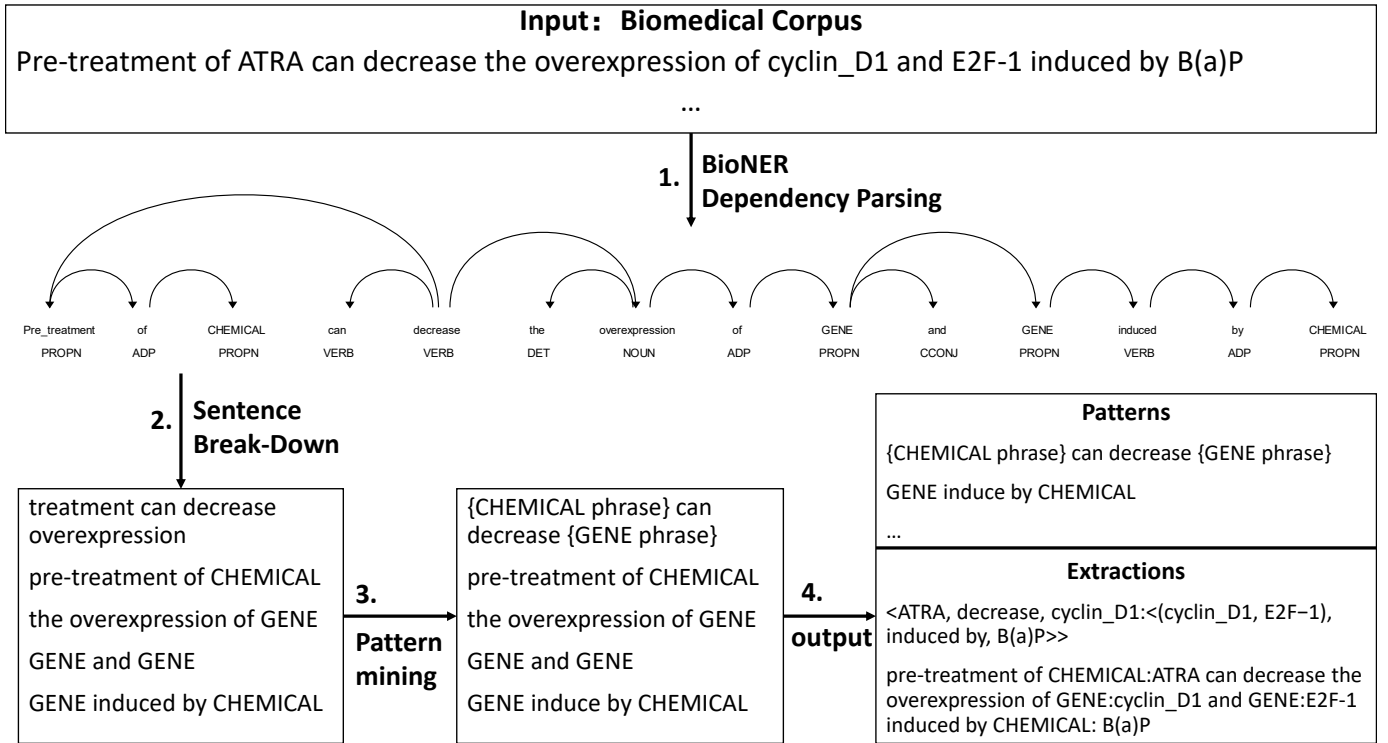 Input: Biomedical Corpus
Pre-treatment of ATRA can decrease the overexpression of cyclin_D1 and E2F-1 induced by B(a)P
...
1.
BioNER
Dependency Parsing
Pre_treatment of CHEMICAL can decrease the overexpression of GENE and GENE induced by CHEMICAL
PROPN ADP PROPN VERB VERB DET NOUN ADP PROPN CCONJ PROPN VERB ADP PROPN
2.
Sentence
Break-Down
treatment can decrease
overexpression
pre-treatment of CHEMICAL
the overexpression of GENE
GENE and GENE
GENE induced by CHEMICAL
3.
Pattern
mining
{CHEMICAL phrase} can
decrease {GENE phrase}
pre-treatment of CHEMICAL
the overexpression of GENE
GENE and GENE
GENE induce by CHEMICAL
4.
output
Patterns
{CHEMICAL phrase} can decrease {GENE phrase}
GENE induce by CHEMICAL
...
Extractions
<ATRA, decrease, cyclin_D1:<(cyclin_D1, E2F−1),
induced by, B(a)P>>
pre-treatment of CHEMICAL:ATRA can decrease the
overexpression of GENE:cyclin_D1 and GENE:E2F-1
induced by CHEMICAL: B(a)P